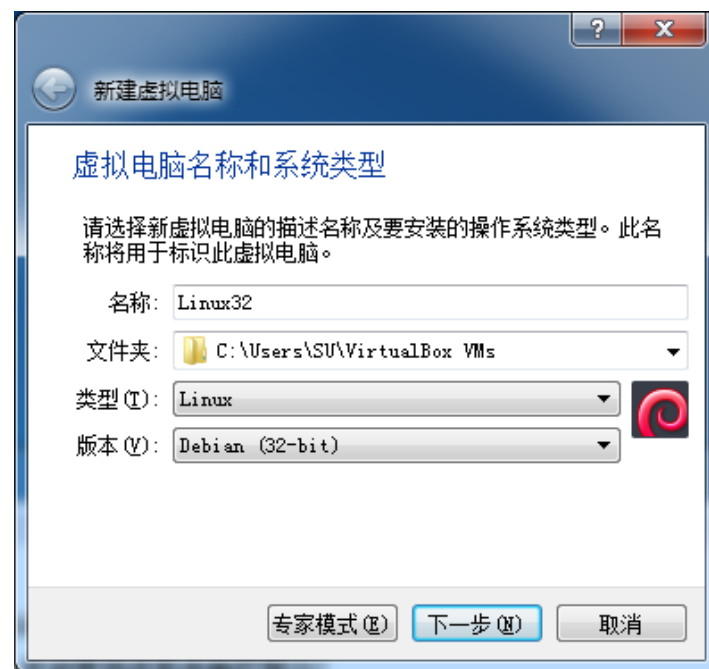 ?
X
新建虚拟电脑
虚拟电脑名称和系统类型
请选择新虚拟电脑的描述名称及要安装的操作系统类型。此名
称将用于标识此虚拟电脑。
名称: Linux32
文件夹: C:\Users\SU\VirtualBox VMs
类型(T): Linux
版本(V): Debian (32-bit)
专家模式(E) 下一步(N) 取消